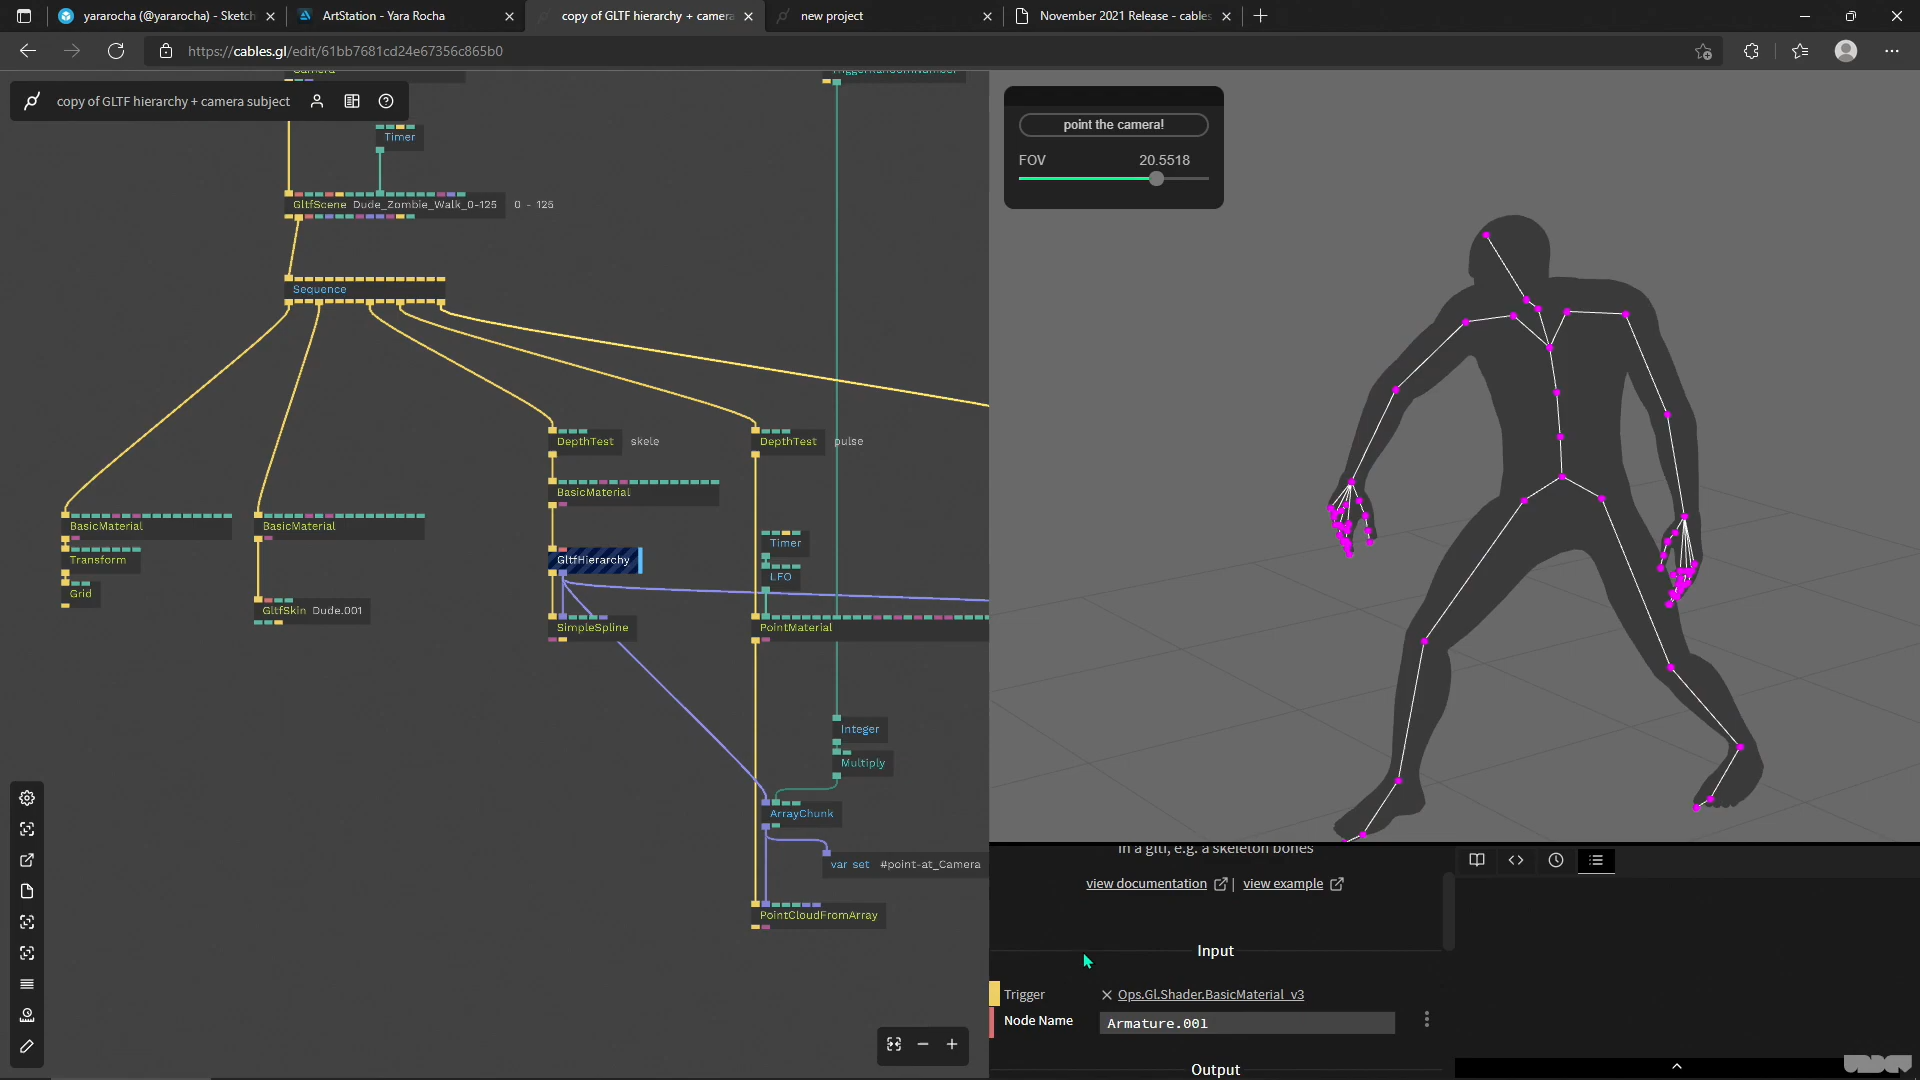 yararocha (@yararocha) - Sketch
ArtStation - Yara Rocha
copy of GLTF hierarchy + camera
new project
November 2021 Release - cables
https://cables.gl/edit/61bb7681cd24e67356c865b0
Camera
TriggerRandomNumber
copy of GLTF hierarchy + camera subject
point the camera!
Timer
FOV 20.5518
GltfScene Dude_Zombie_Walk_0-125 0 - 125
Sequence
DepthTest skele
DepthTest pulse
BasicMaterial
BasicMaterial
BasicMaterial
Timer
Transform
GltfHierarchy
LFO
Grid
GltfSkin Dude.001
SimpleSpline
PointMaterial
Integer
Multiply
ArrayChunk
var set #point-at_Camera
PointCloudFromArray
in a gltf, e.g. a skeleton bones
view documentation | view example
Input
Trigger Ops.Gl.Shader.BasicMaterial_v3
Node Name Armature.001
Output